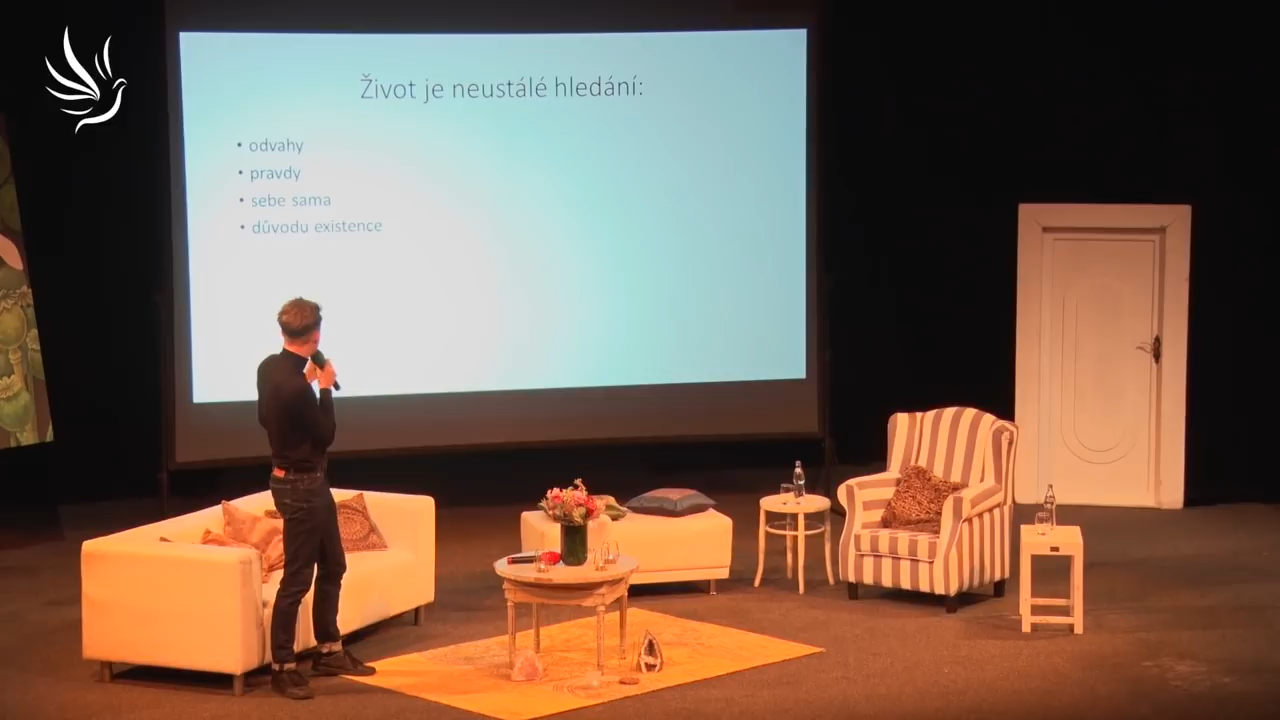 Život je neustálé hledání:
• odvahy
• pravdy
• sebe sama
• důvodu existence